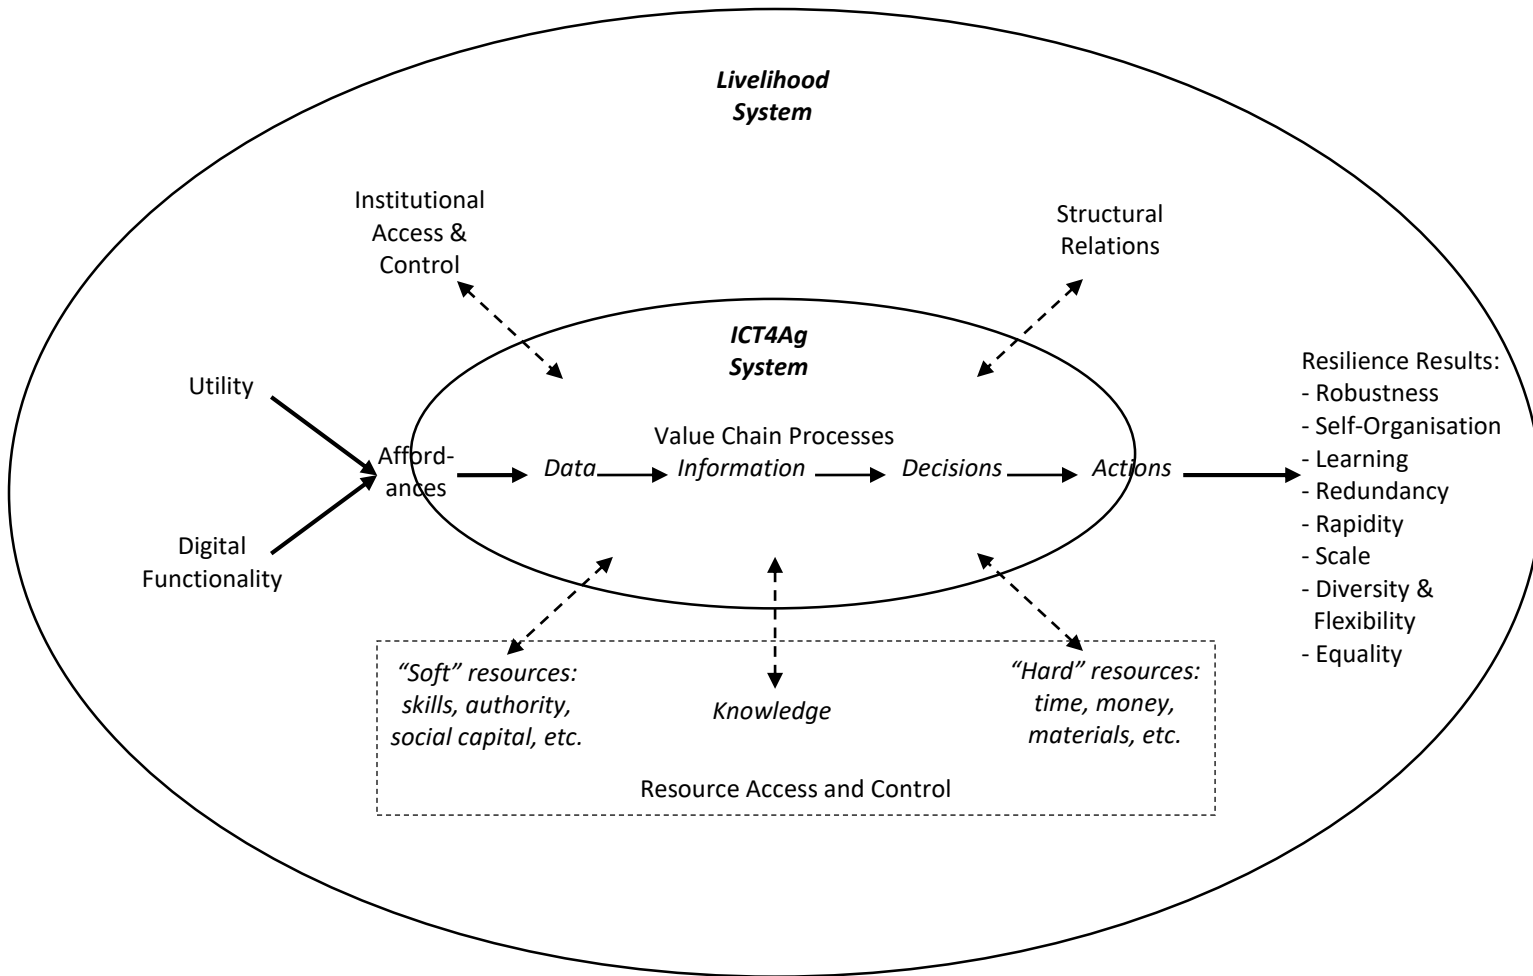 Livelihood
System
Institutional
Access &
Control
Structural
Relations
ICT4Ag
System
Utility
Digital
Functionality
Afford-
ances
Value Chain Processes
Data
Information
Decisions
Actions
Resilience Results:
- Robustness
- Self-Organisation
- Learning
- Redundancy
- Rapidity
- Scale
- Diversity &
Flexibility
- Equality
“Soft” resources:
skills, authority,
social capital, etc.
Knowledge
“Hard” resources:
time, money,
materials, etc.
Resource Access and Control